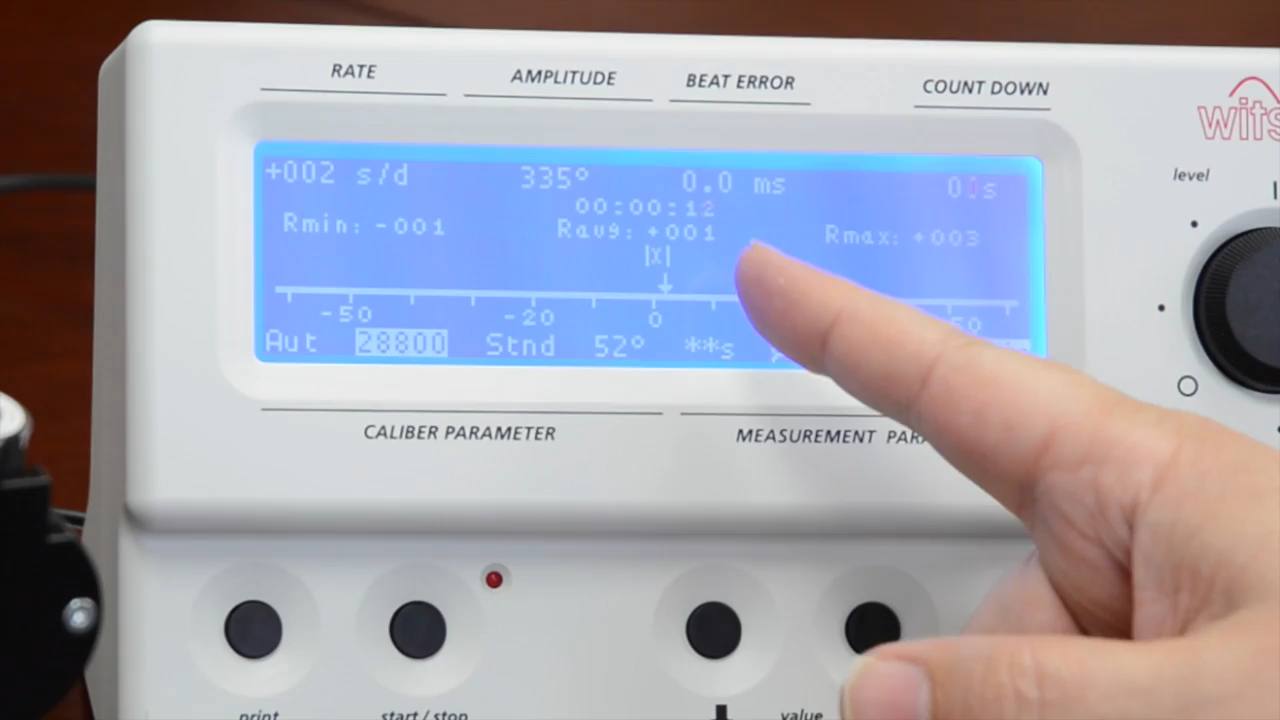 RATE AMPLITUDE BEAT ERROR COUNT DOWN
wits
level
+002 s/d 335° 0.0 ms
00:00:12
Rmin: -001 Ravg: +001 Rmax: +003
|X|
-50 -20 0
Aut 28800 Stnd 52° **s
CALIBER PARAMETER MEASUREMENT
print start/stop value